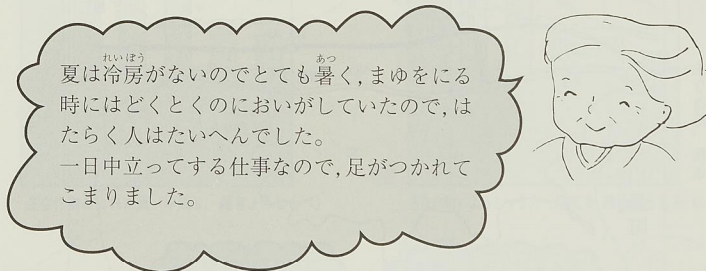 夏は冷房がないのでとても暑く,まゆをにる
時にはどくとくのにおいがしていたので,は
たらく人はたいへんでした。
一日中立ってする仕事なので,足がつかれて
こまりました。